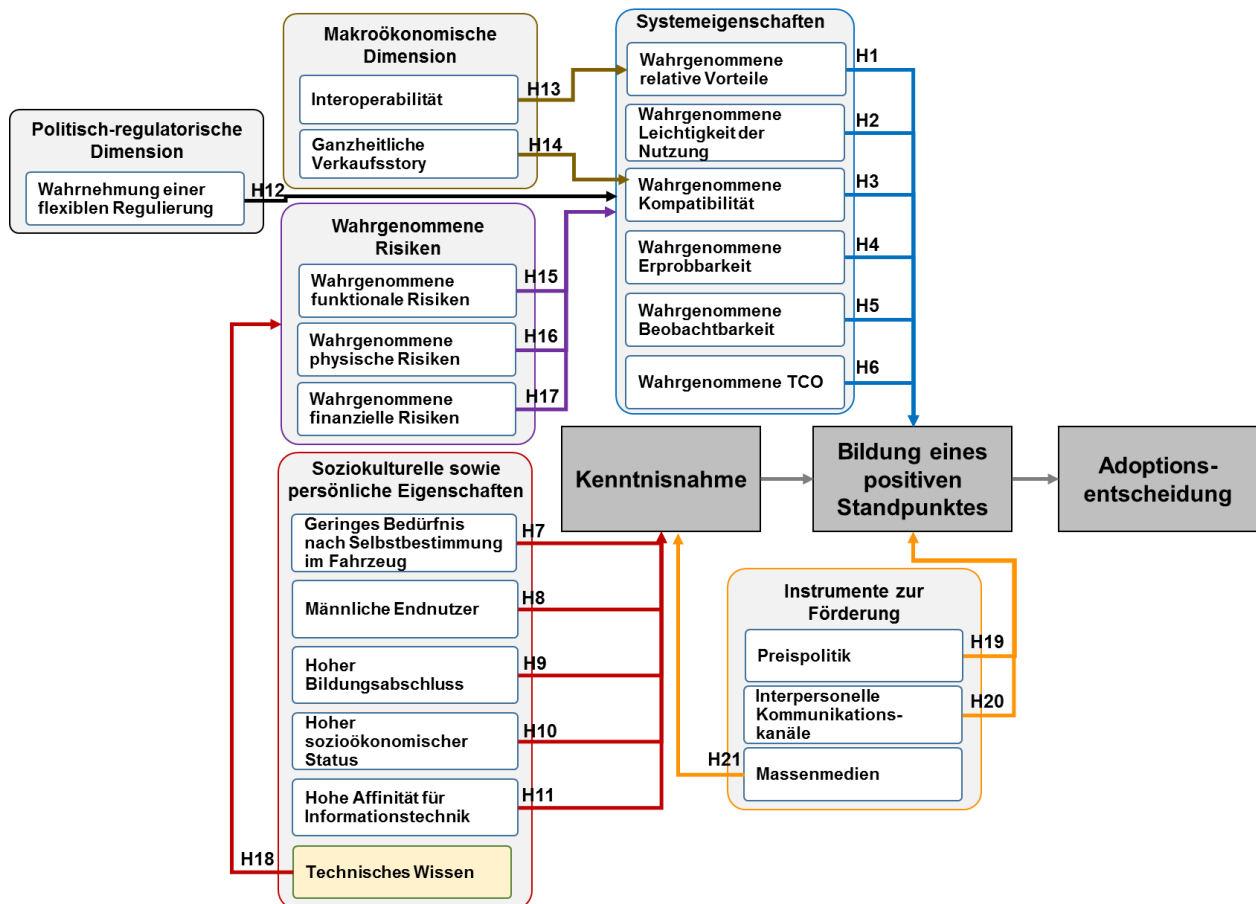 Makroökonomische
Dimension
Interoperabilität
H13
Ganzheitliche
Verkaufsstory
H14
Politisch-regulatorische
Dimension
Wahrnehmung einer
flexiblen Regulierung
H12
Systemeigenschaften
Wahrgenommene
relative Vorteile
H1
Wahrgenommene
Leichtigkeit der
Nutzung
H2
Wahrgenommene
Kompatibilität
H3
Wahrgenommene
Erprobbarkeit
H4
Wahrgenommene
Beobachtbarkeit
H5
Wahrgenommene TCO
H6
Wahrgenommene
Risiken
Wahrgenommene
funktionale Risiken
H15
Wahrgenommene
physische Risiken
H16
Wahrgenommene
finanzielle Risiken
H17
Kenntnisnahme
Bildung eines
positiven
Standpunktes
Adoptions-
entscheidung
Soziokulturelle sowie
persönliche Eigenschaften
Geringes Bedürfnis
nach Selbstbestimmung
im Fahrzeug
H7
Männliche Endnutzer
H8
Hoher
Bildungsabschluss
H9
Hoher
sozioökonomischer
Status
H10
Hohe Affinität für
Informationstechnik
H11
Technisches Wissen
H18
Instrumente zur
Förderung
Preispolitik
H19
Interpersonelle
Kommunikations-
kanäle
H20
Massenmedien
H21